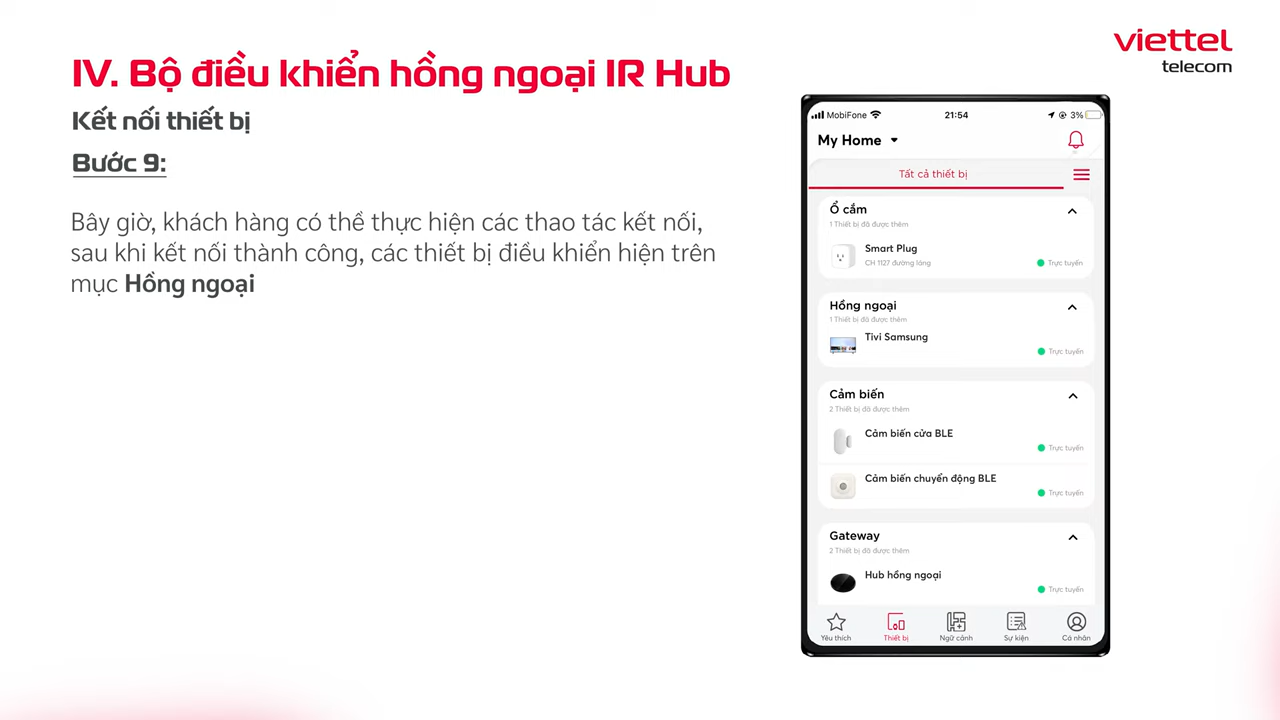 viettel
telecom
IV. Bộ điều khiển hồng ngoại IR Hub
Kết nối thiết bị
Bước 9:
Bây giờ, khách hàng có thể thực hiện các thao tác kết nối,
sau khi kết nối thành công, các thiết bị điều khiển hiện trên
mục Hồng ngoại
MobiFone 21:54 3%
My Home
Tất cả thiết bị
Ổ cắm
1 Thiết bị đã được thêm
Smart Plug
CH 1127 đường láng
Trực tuyến
Hồng ngoại
1 Thiết bị đã được thêm
Tivi Samsung
Trực tuyến
Cảm biến
2 Thiết bị đã được thêm
Cảm biến cửa BLE
Trực tuyến
Cảm biến chuyển động BLE
Trực tuyến
Gateway
2 Thiết bị đã được thêm
Hub hồng ngoại
Trực tuyến
Yêu thích Thiết bị Ngữ cảnh Sự kiện Cá nhân